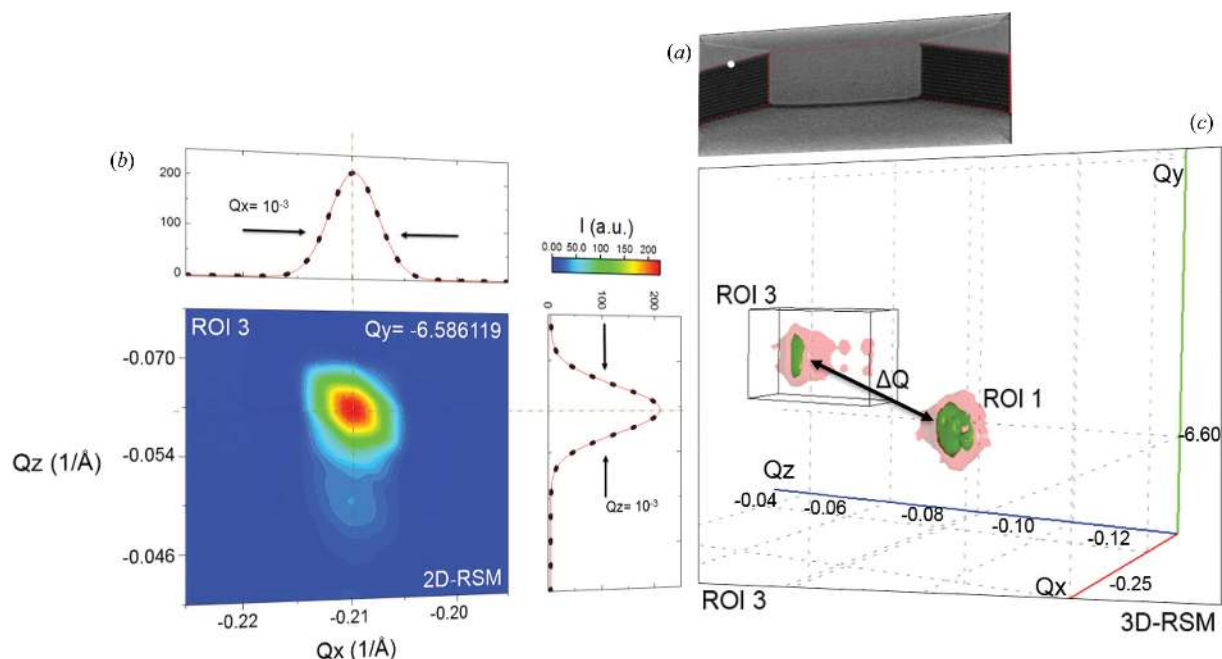 (a)
(b)
200
100
0
Qx= 10⁻³
I (a.u.)
0.00 50.0 100 150 200
0 100 200
Qz= 10⁻³
ROI 3
Qy= -6.586119
2D-RSM
-0.070
-0.054
-0.046
Qz (1/Å)
-0.22 -0.21 -0.20
Qx (1/Å)
(c)
Qy
ROI 3
ΔQ
ROI 1
-6.60
Qz
-0.04 -0.06 -0.08 -0.10 -0.12
-0.25
Qx
ROI 3
3D-RSM